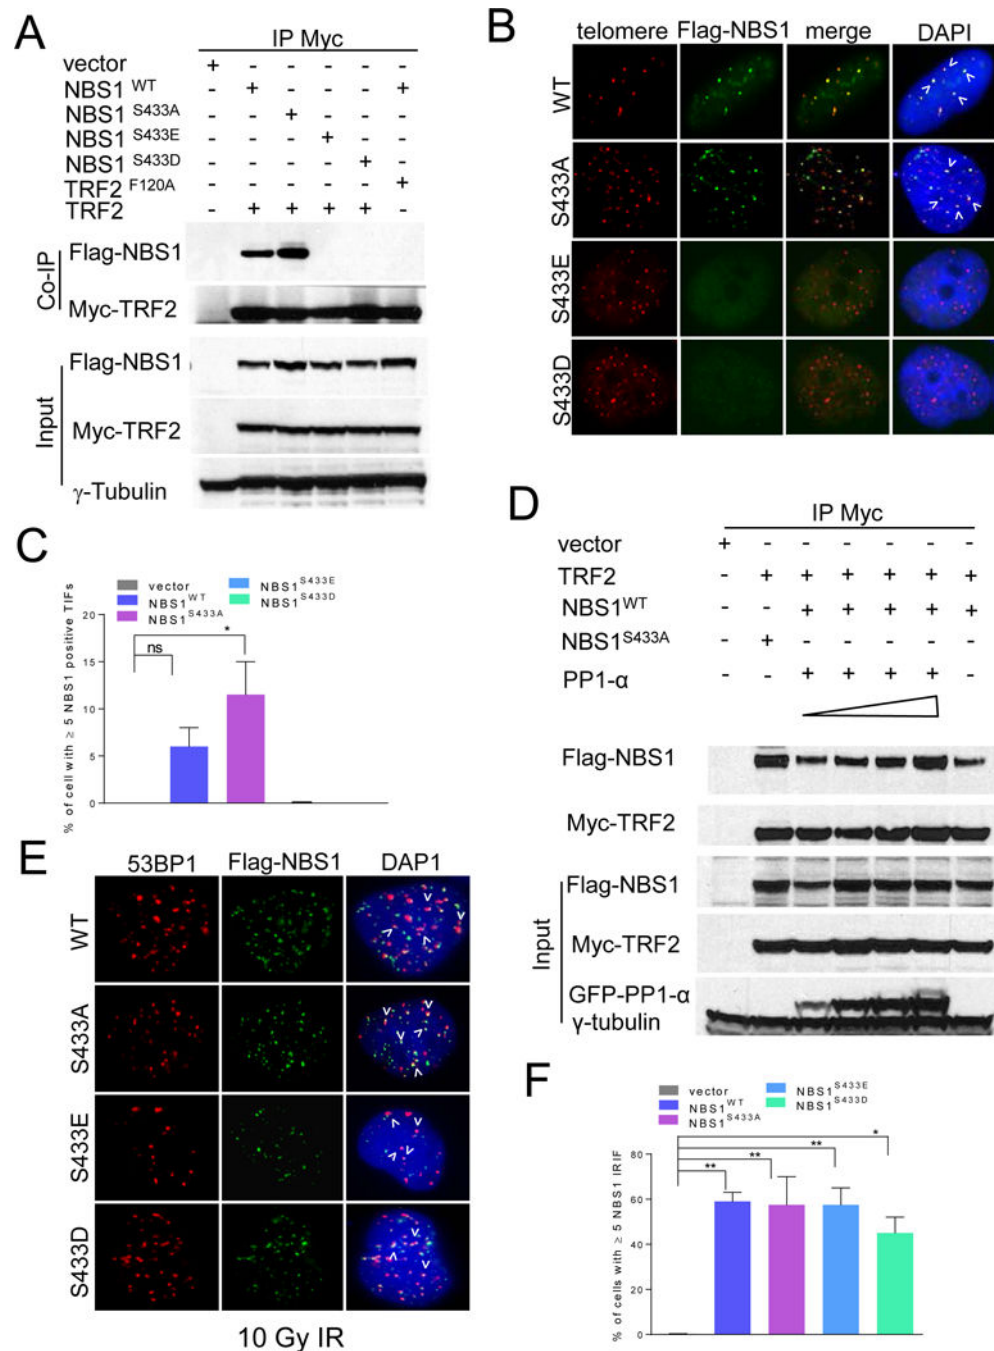 A
IP Myc
vector + - - - - -
NBS1 WT - + - - - +
NBS1 S433A - - + - - -
NBS1 S433E - - - + - -
NBS1 S433D - - - - + -
TRF2 F120A - - - - - +
TRF2 - + + + + -
Co-IP
Flag-NBS1
Myc-TRF2
Input
Flag-NBS1
Myc-TRF2
γ-Tubulin
B
telomere Flag-NBS1 merge DAPI
WT
S433A
S433E
S433D
C
vector
NBS1 WT
NBS1 S433A
NBS1 S433E
NBS1 S433D
% of cell with ≥ 5 NBS1 positive TIFs
20
15
10
5
0
ns
*
D
IP Myc
vector + - - - - - -
TRF2 - + + + + + +
NBS1 WT - - + + + + +
NBS1 S433A - + - - - - -
PP1-α - - + + + + -
Flag-NBS1
Myc-TRF2
Input
Flag-NBS1
Myc-TRF2
GFP-PP1-α
γ-tubulin
E
53BP1 Flag-NBS1 DAP1
WT
S433A
S433E
S433D
10 Gy IR
F
vector
NBS1 WT
NBS1 S433A
NBS1 S433E
NBS1 S433D
% of cells with ≥ 5 NBS1 IRIF
80
60
40
20
0
**
**
**
*